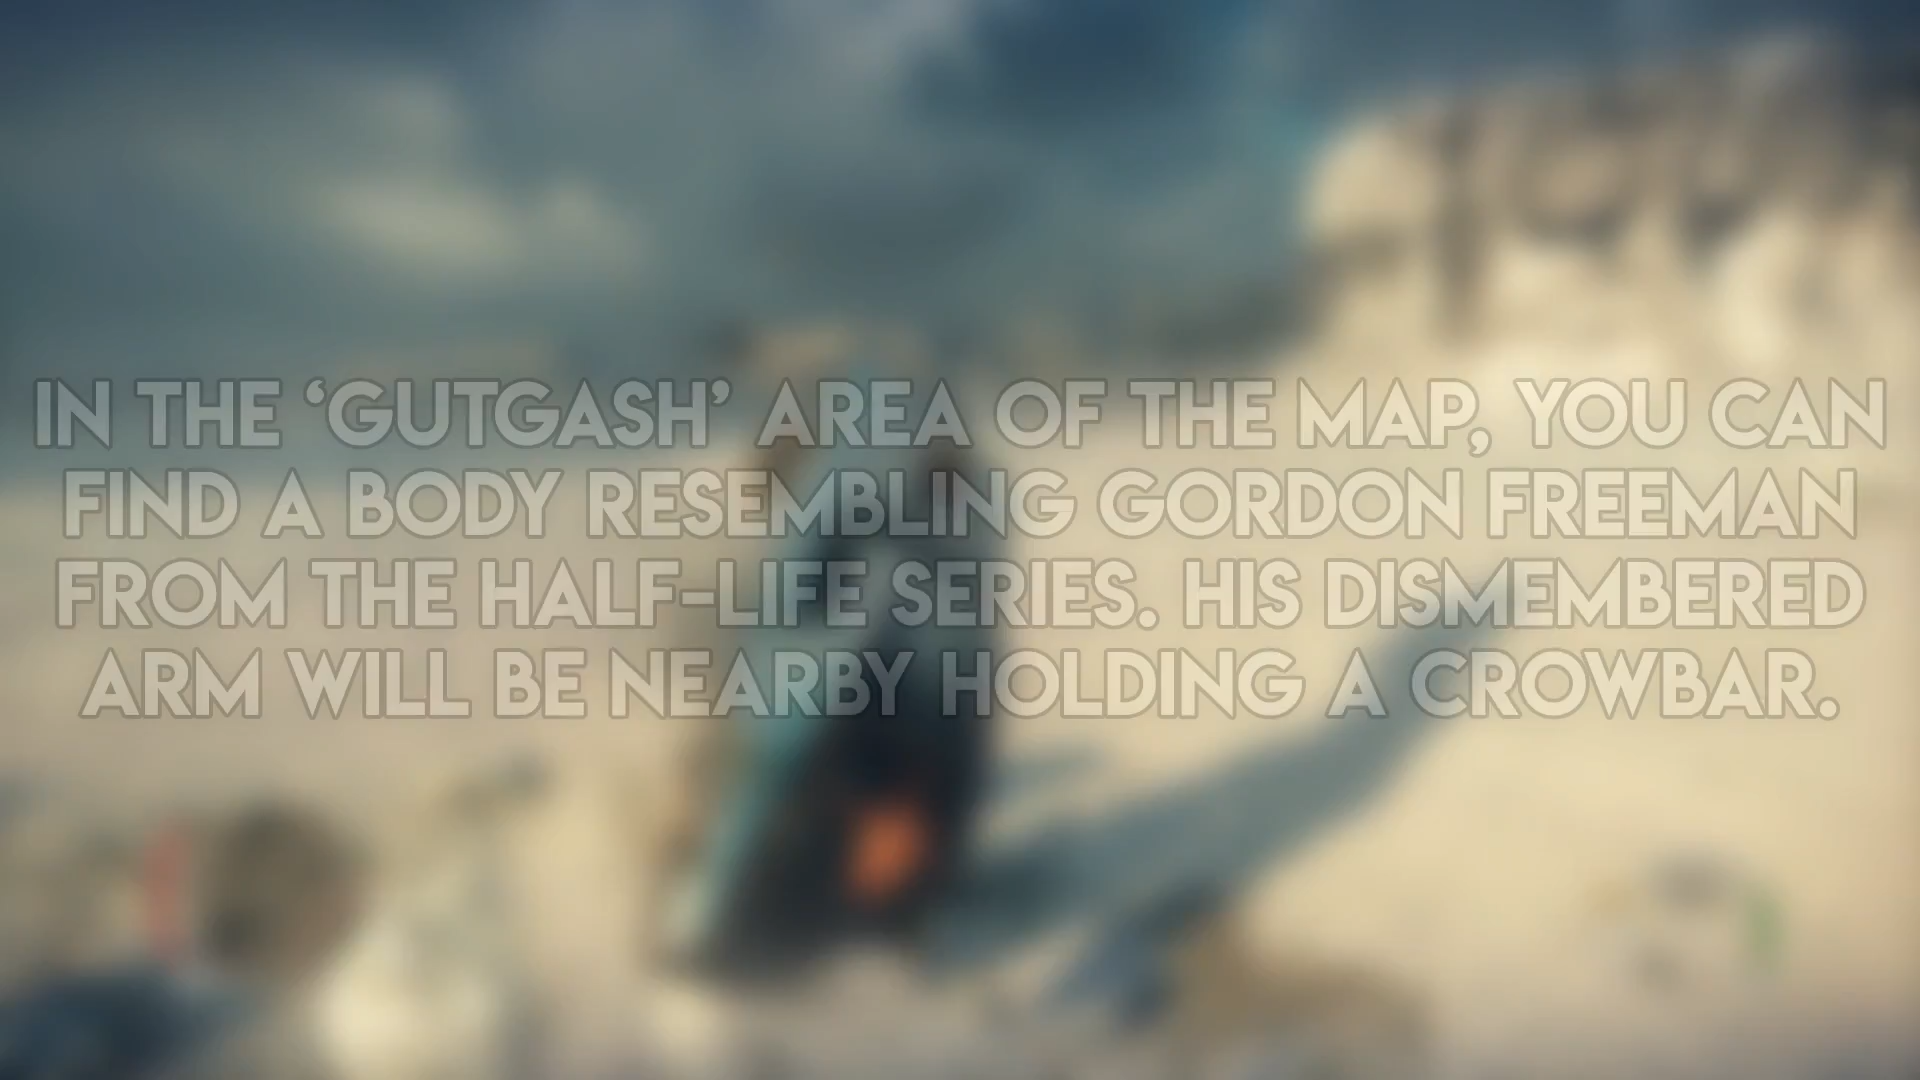 IN THE ‘GUTGASH’ AREA OF THE MAP, YOU CAN
FIND A BODY RESEMBLING GORDON FREEMAN
FROM THE HALF-LIFE SERIES. HIS DISMEMBERED
ARM WILL BE NEARBY HOLDING A CROWBAR.